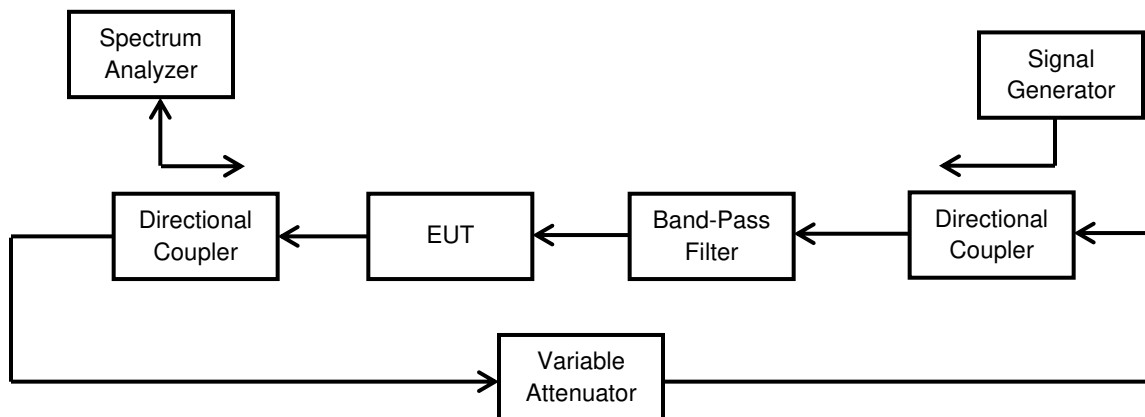 Spectrum
Analyzer
Signal
Generator
Directional
Coupler
EUT
Band-Pass
Filter
Directional
Coupler
Variable
Attenuator